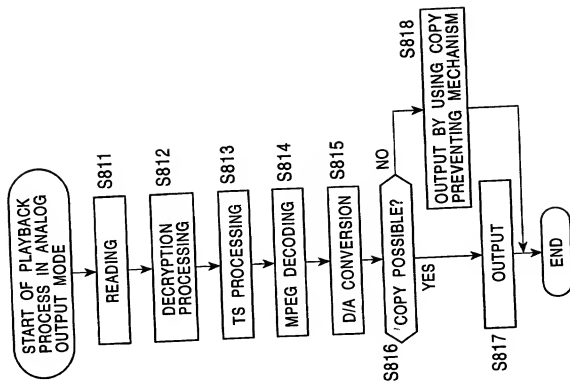 START OF PLAYBACK
PROCESS IN ANALOG
OUTPUT MODE
S811
READING
S812
DECRYPTION
PROCESSING
S813
TS PROCESSING
S814
MPEG DECODING
S815
D/A CONVERSION
S816
'COPY POSSIBLE?
NO
YES
S818
OUTPUT BY USING COPY
PREVENTING MECHANISM
S817
OUTPUT
END